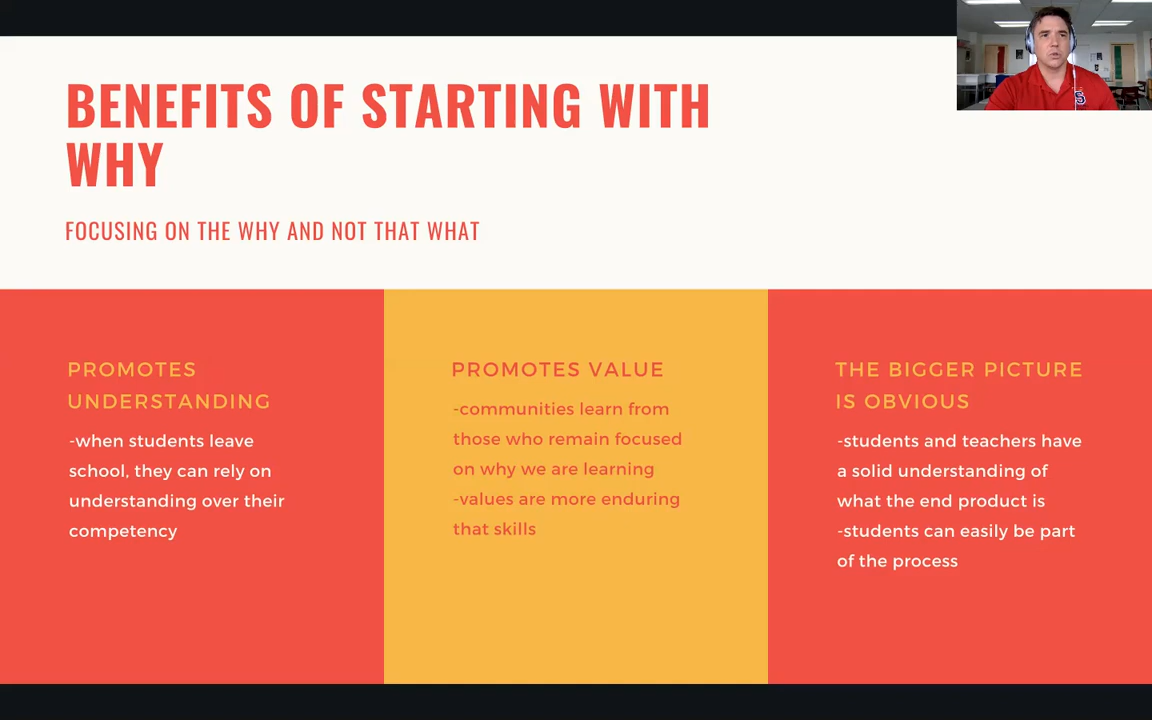 BENEFITS OF STARTING WITH
WHY
FOCUSING ON THE WHY AND NOT THAT WHAT
PROMOTES
UNDERSTANDING
-when students leave
school, they can rely on
understanding over their
competency
PROMOTES VALUE
-communities learn from
those who remain focused
on why we are learning
-values are more enduring
that skills
THE BIGGER PICTURE
IS OBVIOUS
-students and teachers have
a solid understanding of
what the end product is
-students can easily be part
of the process